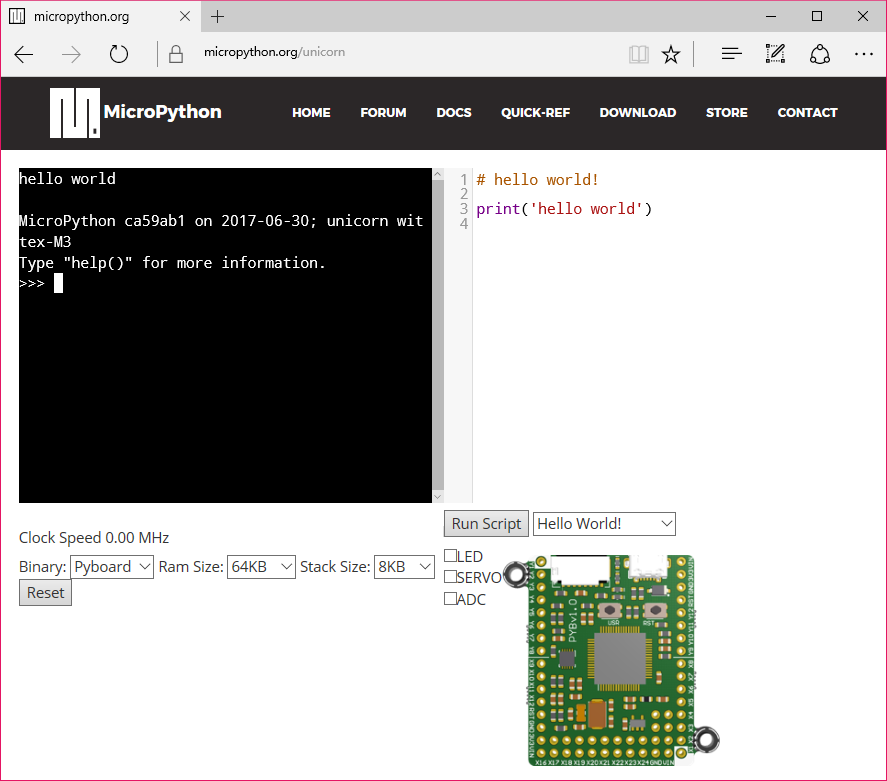 micropython.org
micropython.org/unicorn
MicroPython
HOME FORUM DOCS QUICK-REF DOWNLOAD STORE CONTACT
hello world
MicroPython ca59ab1 on 2017-06-30; unicorn wit
tex-M3
Type "help()" for more information.
>>>
1 # hello world!
2
3 print('hello world')
4
Run Script Hello World!
Clock Speed 0.00 MHz
Binary: Pyboard Ram Size: 64KB Stack Size: 8KB
Reset
LED
SERVO
ADC
PYBv1.0
USR RST
X16 X17 X18 X19 X20 X21 X22 X23 X24 GND VIN